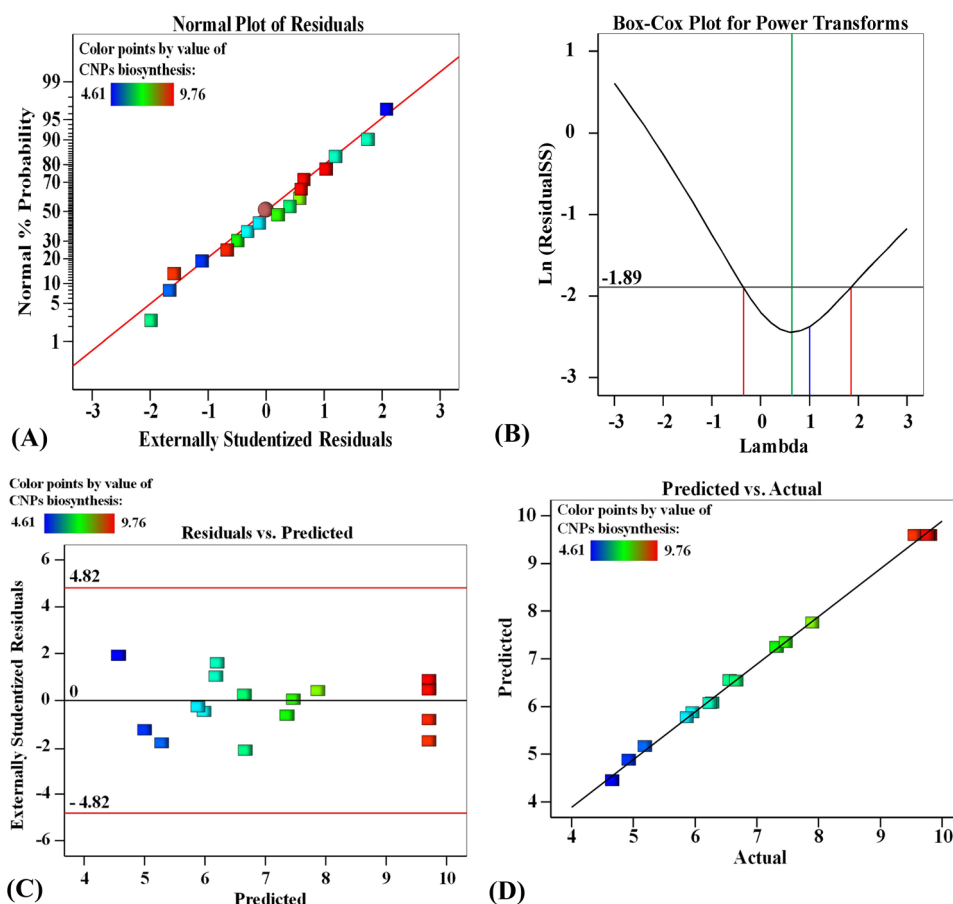 Normal Plot of Residuals
Color points by value of
CNPs biosynthesis:
4.61 9.76
Normal % Probability
99
95
90
80
70
50
30
20
10
5
1
-3 -2 -1 0 1 2 3
Externally Studentized Residuals
(A)
Box-Cox Plot for Power Transforms
Ln (ResidualSS)
1
0
-1
-1.89
-2
-3
-3 -2 -1 0 1 2 3
Lambda
(B)
Color points by value of
CNPs biosynthesis:
4.61 9.76
Residuals vs. Predicted
Externally Studentized Residuals
6
4.82
4
2
0
0
-2
-4
- 4.82
-6
4 5 6 7 8 9 10
Predicted
(C)
Predicted vs. Actual
Color points by value of
CNPs biosynthesis:
4.61 9.76
Predicted
10
9
8
7
6
5
4
4 5 6 7 8 9 10
Actual
(D)